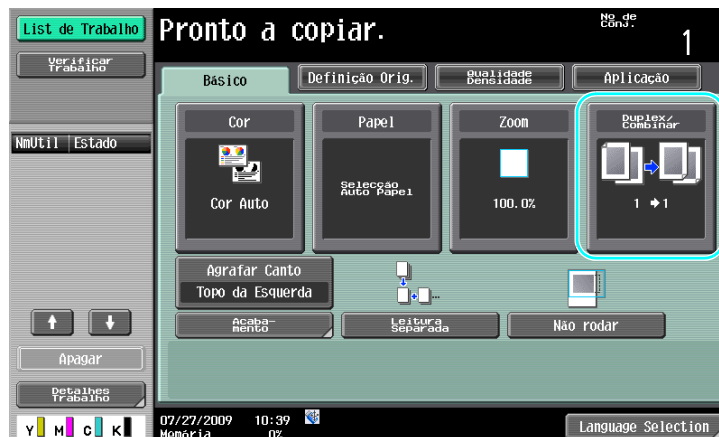 List de Trabalho
Verificar
Trabalho
NmUtil Estado
Apagar
Detalhes
Trabalho
Y M C K
Pronto a copiar.
No de
Conj.
1
Básico
Definição Orig.
Qualidade
Densidade
Aplicação
Cor
Cor Auto
Papel
Selecção
Auto Papel
Zoom
100.0%
Duplex/
Combinar
1 → 1
Agrafar Canto
Topo da Esquerda
Acaba-
mento
Leitura
Separada
Não rodar
07/27/2009 10:39
Memória 0%
Language Selection